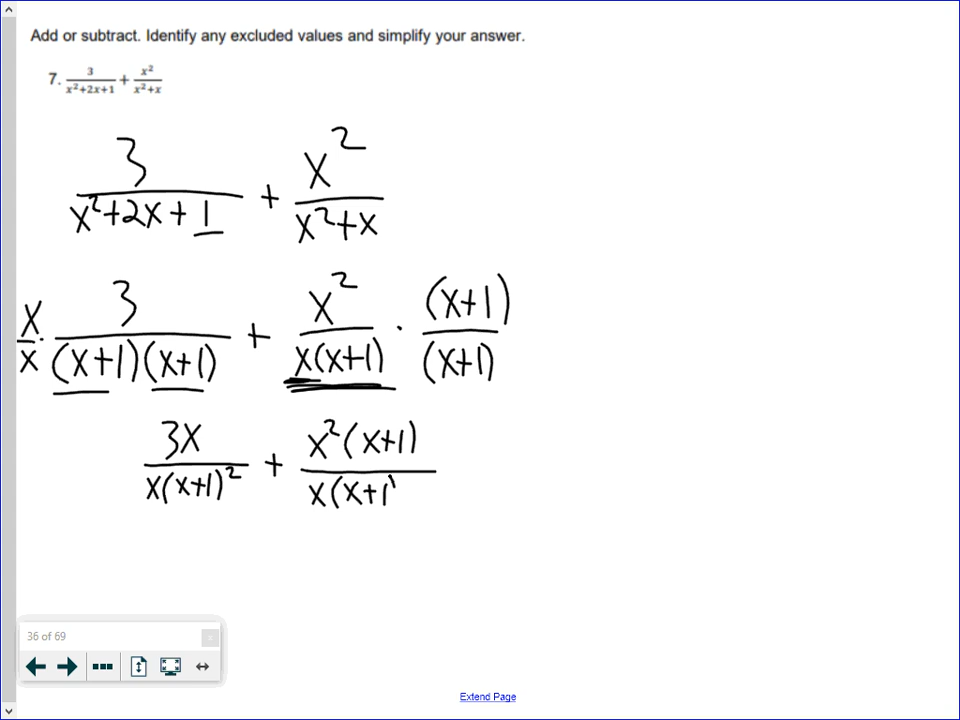 Add or subtract. Identify any excluded values and simplify your answer.
7. 3/(x²+2x+1) + x²/(x²+x)
3/(x²+2x+1) + x²/(x²+x)
x/x · 3/((x+1)(x+1)) + x²/(x(x+1)) · (x+1)/(x+1)
3x/(x(x+1)²) + x²(x+1)/(x(x+1)
36 of 69
Extend Page